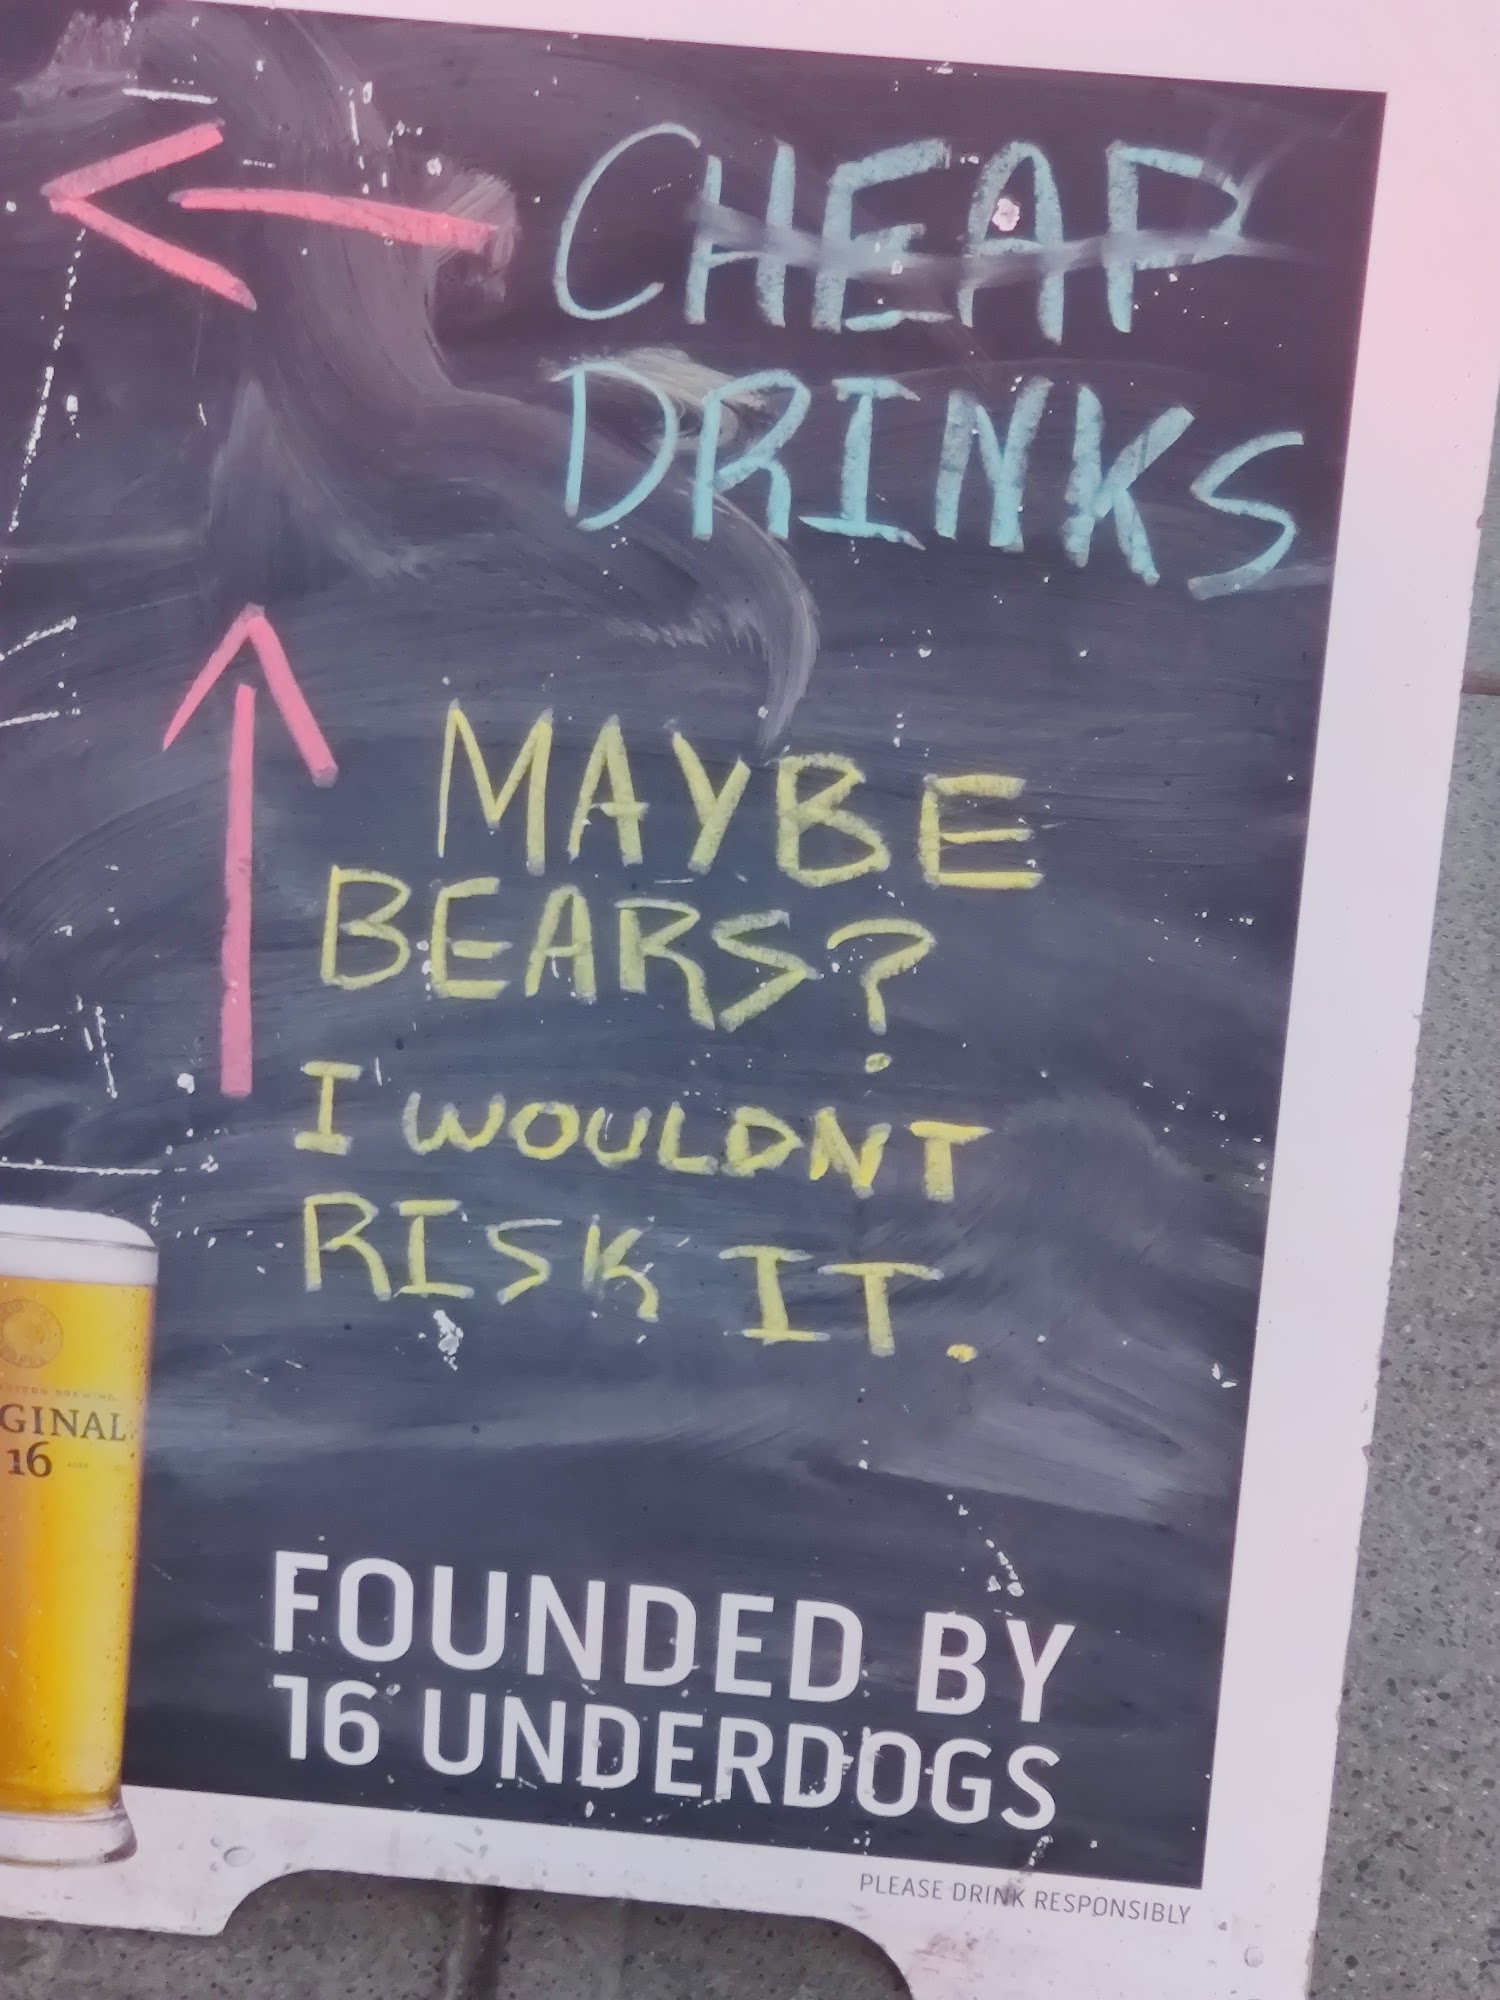 CHEAP
DRINKS
MAYBE
BEARS?
I WOULDNT
RISK IT.
GINAL
16
FOUNDED BY
16 UNDERDOGS
PLEASE DRINK RESPONSIBLY